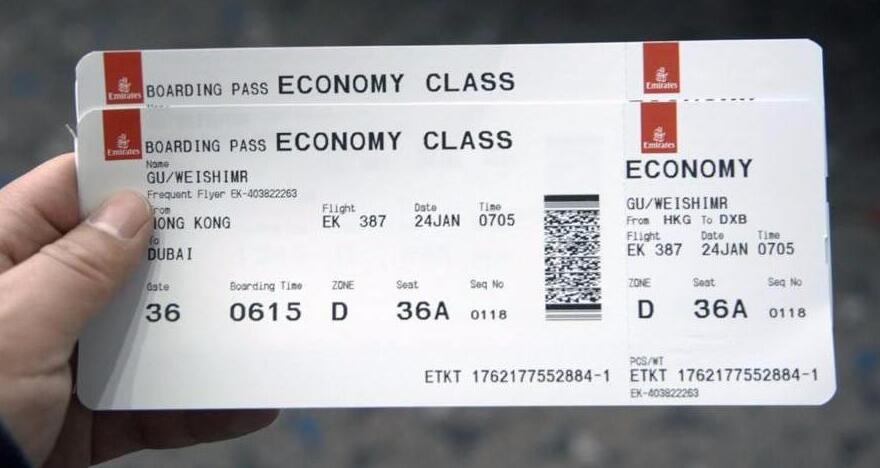 Emirates
BOARDING PASS ECONOMY CLASS
Emirates
Emirates
BOARDING PASS ECONOMY CLASS
Name
GU/WEISHIMR
Frequent Flyer EK-403822263
From
HONG KONG
To
DUBAI
Flight Date Time
EK 387 24JAN 0705
Gate Boarding Time ZONE Seat Seq No
36 0615 D 36A 0118
ETKT 1762177552884-1
Emirates
ECONOMY
GU/WEISHIMR
From HKG To DXB
Flight Date Time
EK 387 24JAN 0705
ZONE Seat Seq No
D 36A 0118
PCS/WT
ETKT 1762177552884-1
EK-403822263